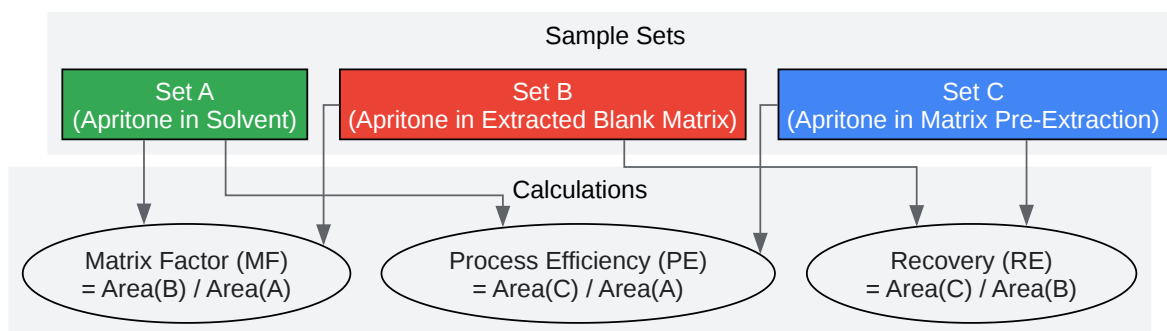 Sample Sets
Set A
(Apritone in Solvent)
Set B
(Apritone in Extracted Blank Matrix)
Set C
(Apritone in Matrix Pre-Extraction)
Calculations
Matrix Factor (MF)
= Area(B) / Area(A)
Process Efficiency (PE)
= Area(C) / Area(A)
Recovery (RE)
= Area(C) / Area(B)